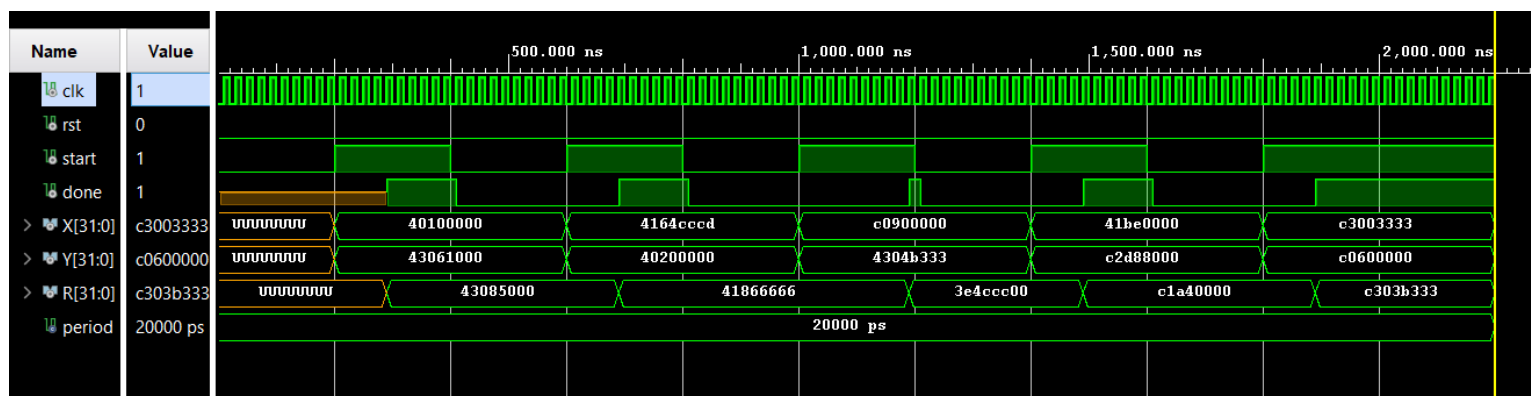 Name Value 500.000 ns 1,000.000 ns 1,500.000 ns 2,000.000 ns
clk 1
rst 0
start 1
done 1
X[31:0] c3003333 UUUUUUUU 40100000 4164cccd c0900000 41be0000 c3003333
Y[31:0] c0600000 UUUUUUUU 43061000 40200000 4304b333 c2d88000 c0600000
R[31:0] c303b333 UUUUUUUU 43085000 41866666 3e4ccc00 c1a40000 c303b333
period 20000 ps 20000 ps